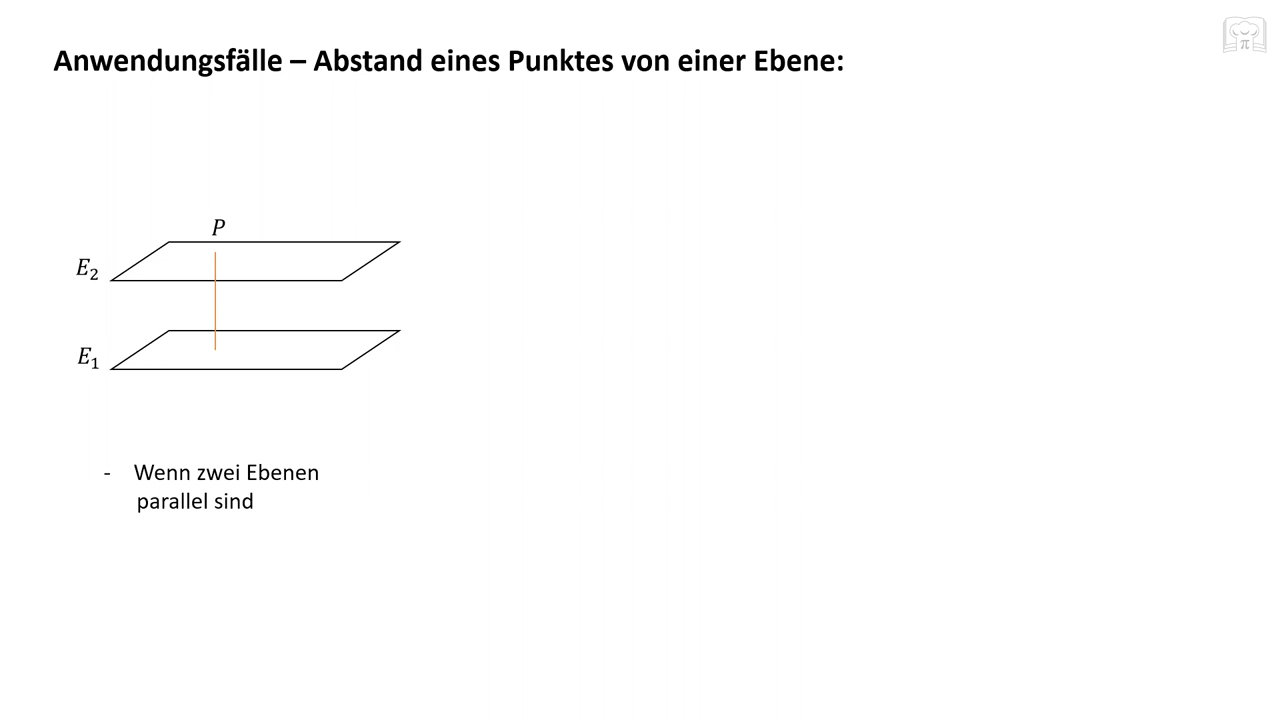 Anwendungsfälle – Abstand eines Punktes von einer Ebene:
π
P
E₂
E₁
- Wenn zwei Ebenen
parallel sind